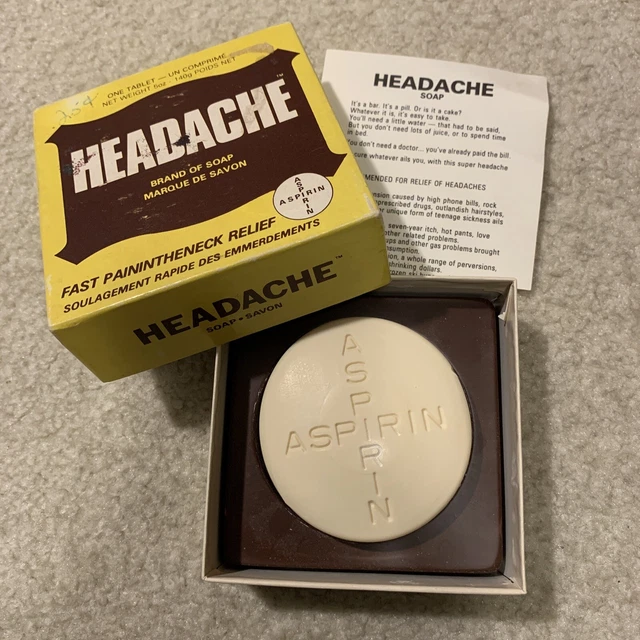 ONE TABLET — UN COMPRIMÉ
NET WEIGHT 5oz · 140g POIDS NET
HEADACHE™
BRAND OF SOAP
MARQUE DE SAVON
ASPIRIN
ASPIRIN
FAST PAININTHENECK RELIEF
SOULAGEMENT RAPIDE DES EMMERDEMENTS
HEADACHE™
SOAP • SAVON
HEADACHE
SOAP
It's a bar. It's a pill. Or is it a cake?
Whatever it is, it's easy to take.
You'll need a little water — that had to be said,
But you don't need lots of juice, or to spend time
in bed.
you don't need a doctor... you've already paid the bill.
whatever ails you, with this super headache
FOR RELIEF OF HEADACHES
caused by high phone bills, rock
drugs, outlandish hairstyles,
unique form of teenage sickness ails
seven-year itch, hot pants, love
other related problems.
and other gas problems brought
a whole range of perversions,
shrinking dollars.
ASPIRIN
ASPIRIN